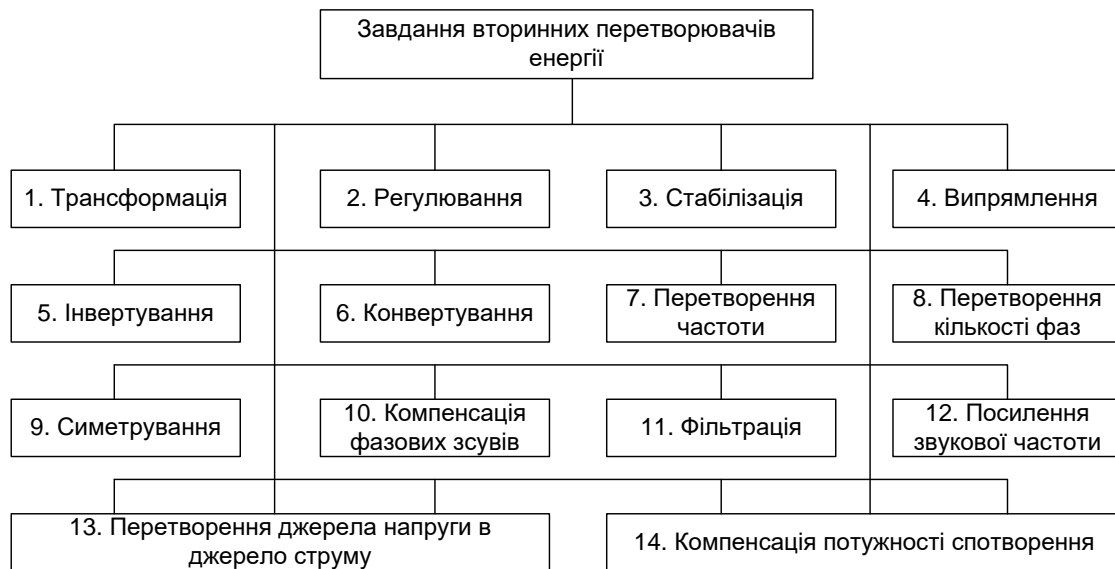 Завдання вторинних перетворювачів
енергії
1. Трансформація
2. Регулювання
3. Стабілізація
4. Випрямлення
5. Інвертування
6. Конвертування
7. Перетворення
частоти
8. Перетворення
кількості фаз
9. Симетрування
10. Компенсація
фазових зсувів
11. Фільтрація
12. Посилення
звукової частоти
13. Перетворення джерела напруги в
джерело струму
14. Компенсація потужності спотворення